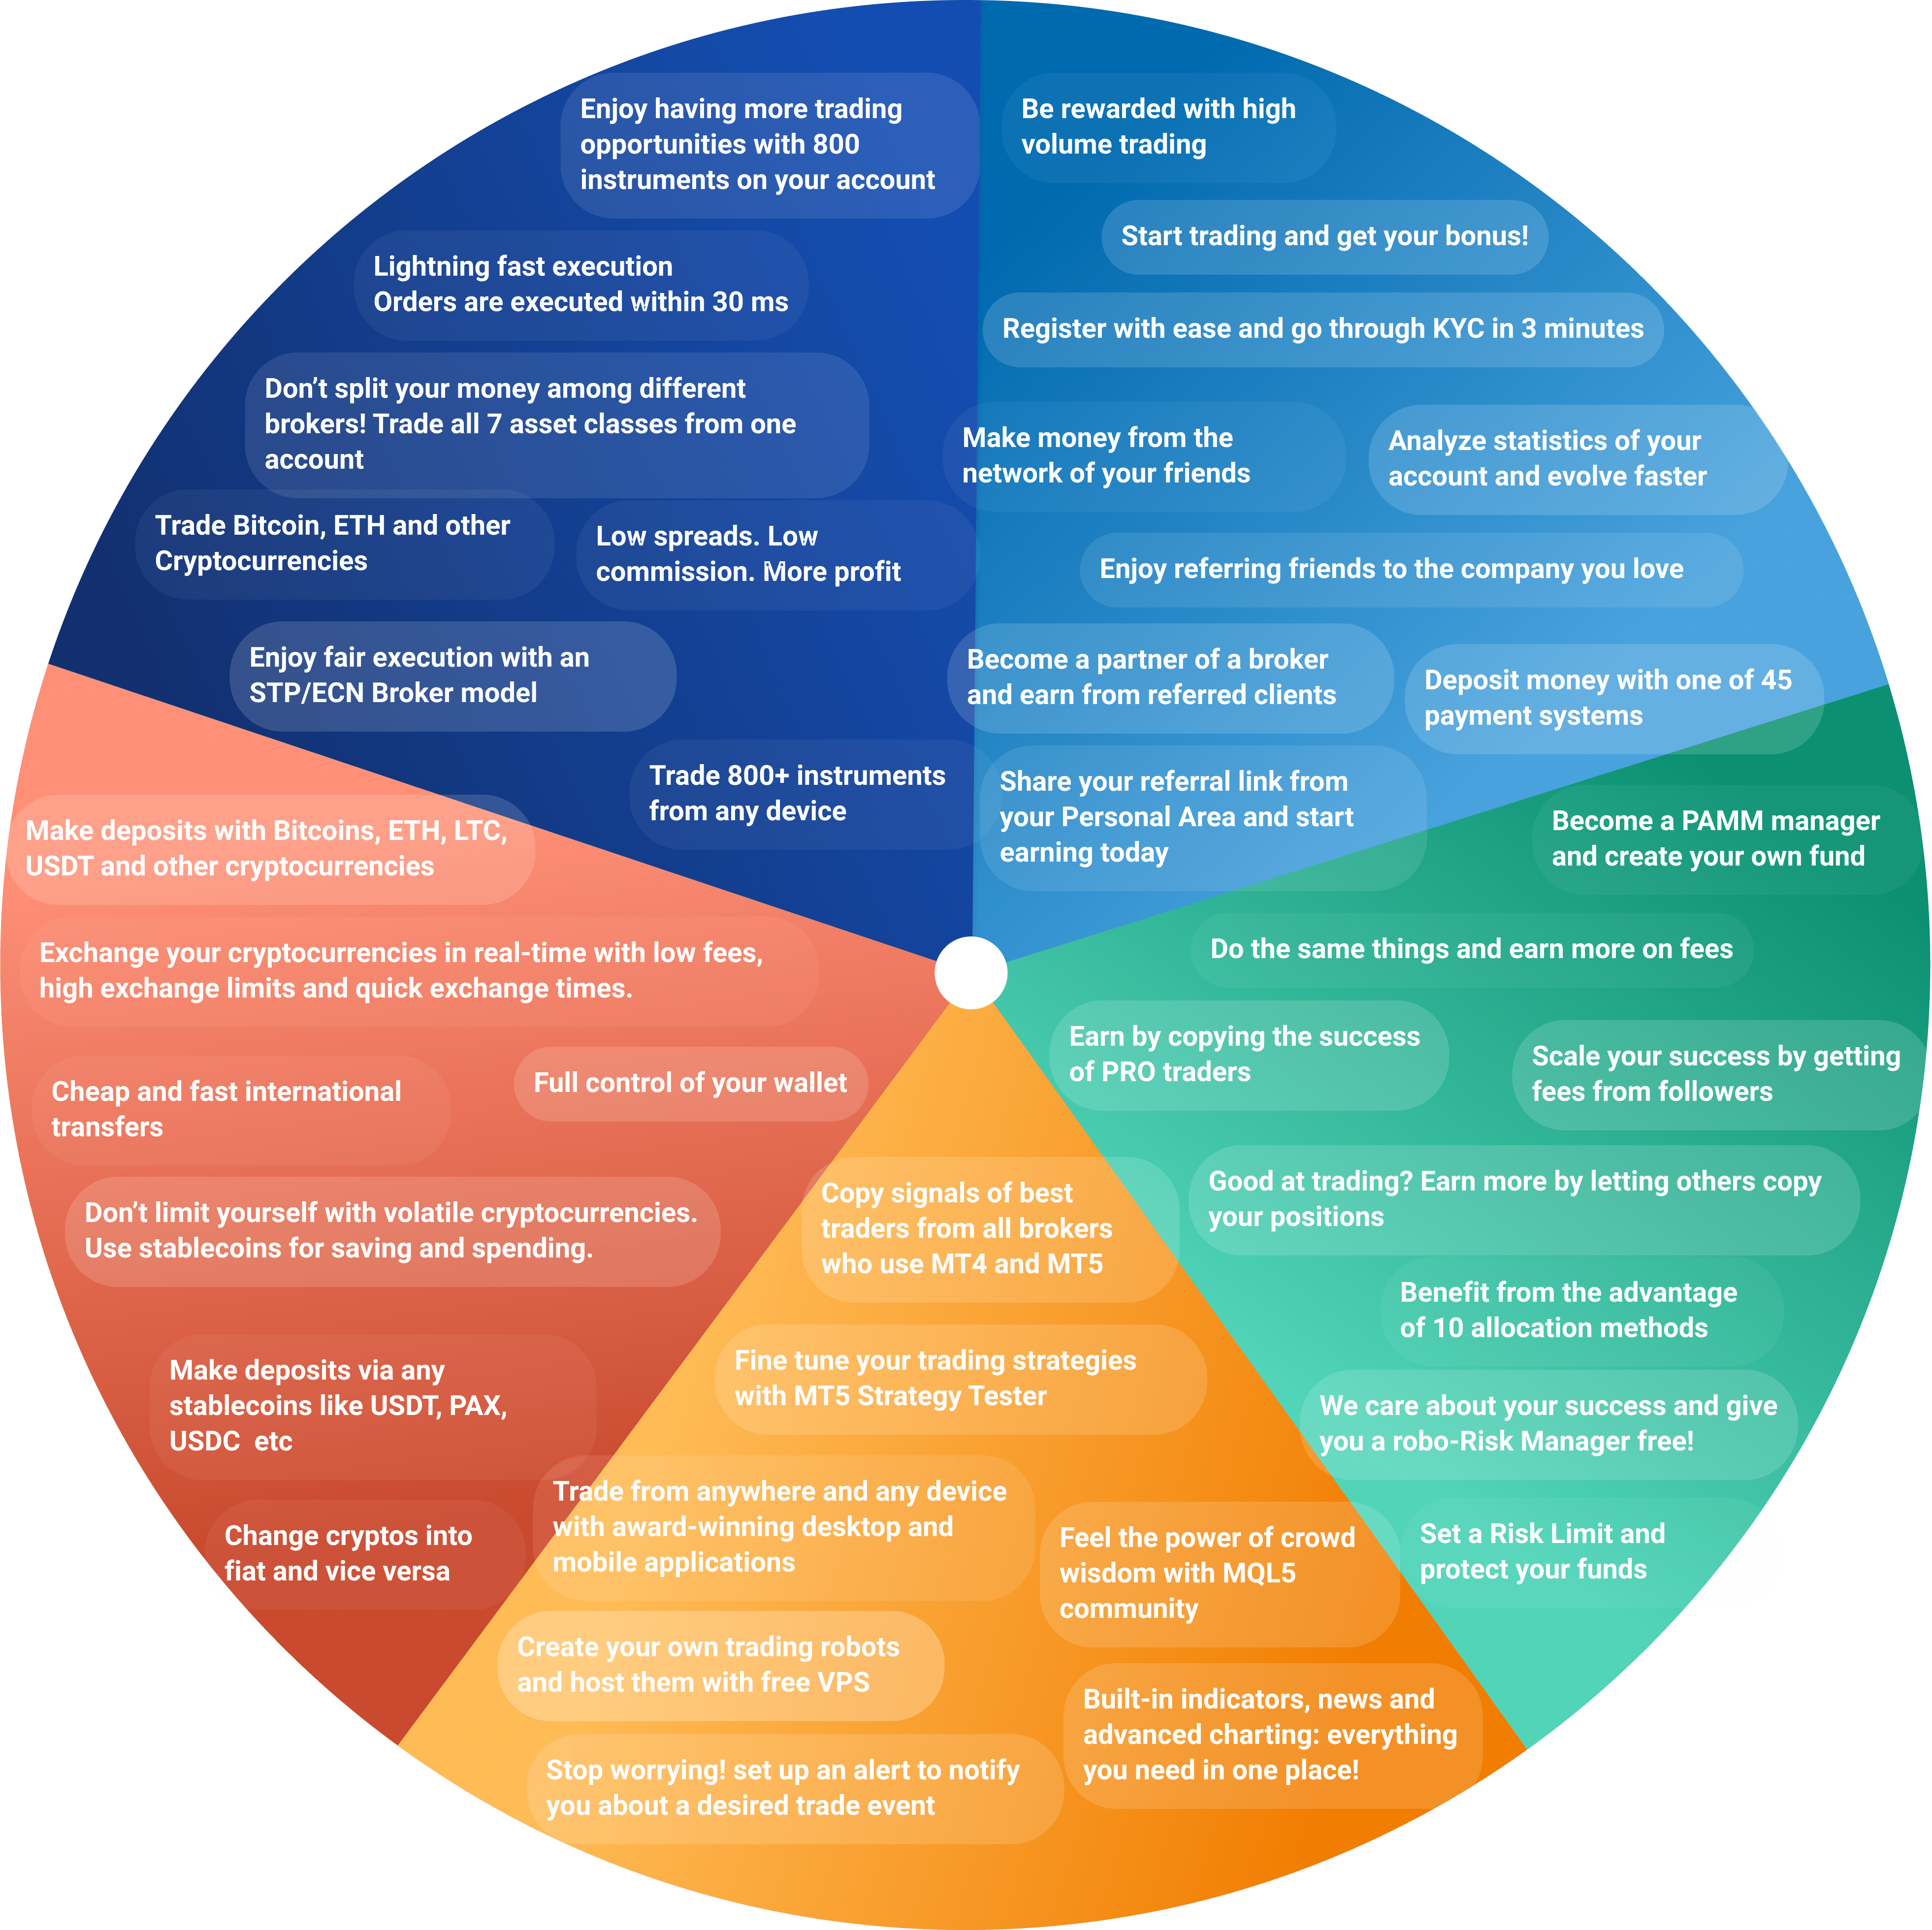 Enjoy having more trading
opportunities with 800
instruments on your account
Lightning fast execution
Orders are executed within 30 ms
Don’t split your money among different
brokers! Trade all 7 asset classes from one
account
Trade Bitcoin, ETH and other
Cryptocurrencies
Low spreads. Low
commission. More profit
Enjoy fair execution with an
STP/ECN Broker model
Trade 800+ instruments
from any device
Be rewarded with high
volume trading
Start trading and get your bonus!
Register with ease and go through KYC in 3 minutes
Make money from the
network of your friends
Analyze statistics of your
account and evolve faster
Enjoy referring friends to the company you love
Become a partner of a broker
and earn from referred clients
Deposit money with one of 45
payment systems
Share your referral link from
your Personal Area and start
earning today
Become a PAMM manager
and create your own fund
Do the same things and earn more on fees
Earn by copying the success
of PRO traders
Scale your success by getting
fees from followers
Good at trading? Earn more by letting others copy
your positions
Benefit from the advantage
of 10 allocation methods
We care about your success and give
you a robo-Risk Manager free!
Set a Risk Limit and
protect your funds
Copy signals of best
traders from all brokers
who use MT4 and MT5
Fine tune your trading strategies
with MT5 Strategy Tester
Trade from anywhere and any device
with award-winning desktop and
mobile applications
Feel the power of crowd
wisdom with MQL5
community
Create your own trading robots
and host them with free VPS
Built-in indicators, news and
advanced charting: everything
you need in one place!
Stop worrying! set up an alert to notify
you about a desired trade event
Make deposits with Bitcoins, ETH, LTC,
USDT and other cryptocurrencies
Exchange your cryptocurrencies in real-time with low fees,
high exchange limits and quick exchange times.
Cheap and fast international
transfers
Full control of your wallet
Don’t limit yourself with volatile cryptocurrencies.
Use stablecoins for saving and spending.
Make deposits via any
stablecoins like USDT, PAX,
USDC  etc
Change cryptos into
fiat and vice versa